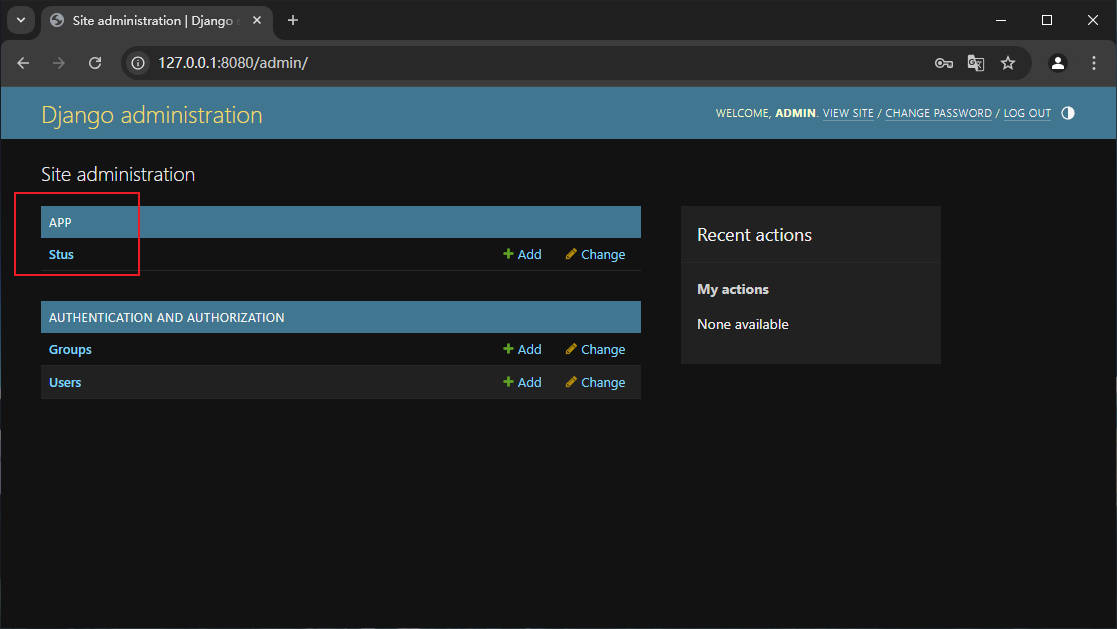 Site administration | Django
127.0.0.1:8080/admin/
Django administration
WELCOME, ADMIN. VIEW SITE / CHANGE PASSWORD / LOG OUT
Site administration
APP
Stus Add Change
AUTHENTICATION AND AUTHORIZATION
Groups Add Change
Users Add Change
Recent actions
My actions
None available